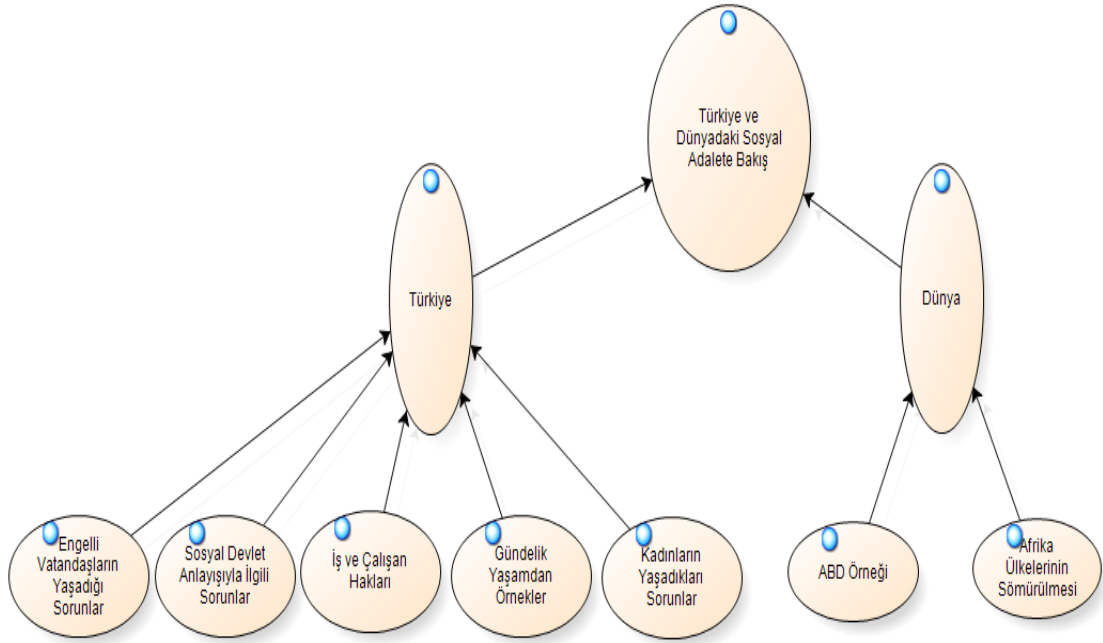 Türkiye ve
Dünyadaki Sosyal
Adalete Bakış
Türkiye
Dünya
Engelli
Vatandaşların
Yaşadığı
Sorunlar
Sosyal Devlet
Anlayışıyla İlgili
Sorunlar
İş ve Çalışan
Hakları
Gündelik
Yaşamdan
Örnekler
Kadınların
Yaşadıkları
Sorunlar
ABD Örneği
Afrika
Ülkelerinin
Sömürülmesi